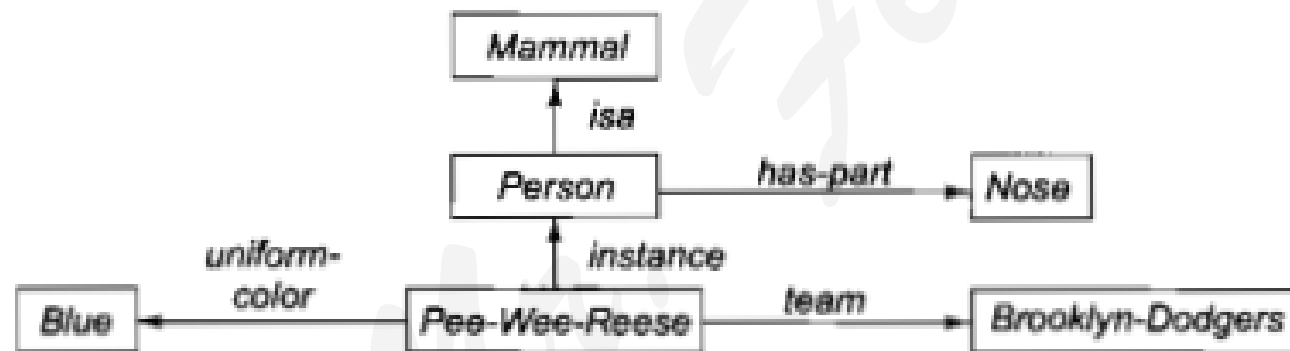 Mammal
isa
Person
has-part
Nose
uniform-
color
instance
team
Blue
Pee-Wee-Reese
Brooklyn-Dodgers